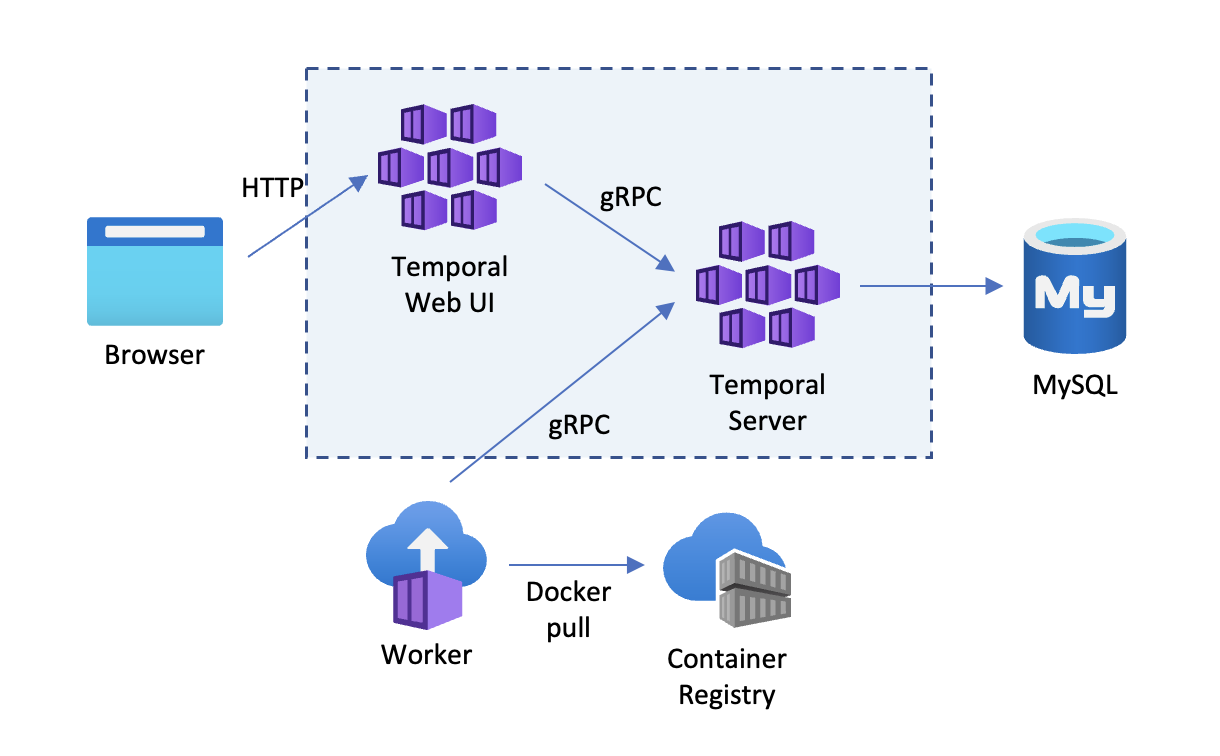 HTTP
gRPC
Temporal
Web UI
Browser
My
MySQL
Temporal
Server
gRPC
Docker
pull
Worker
Container
Registry